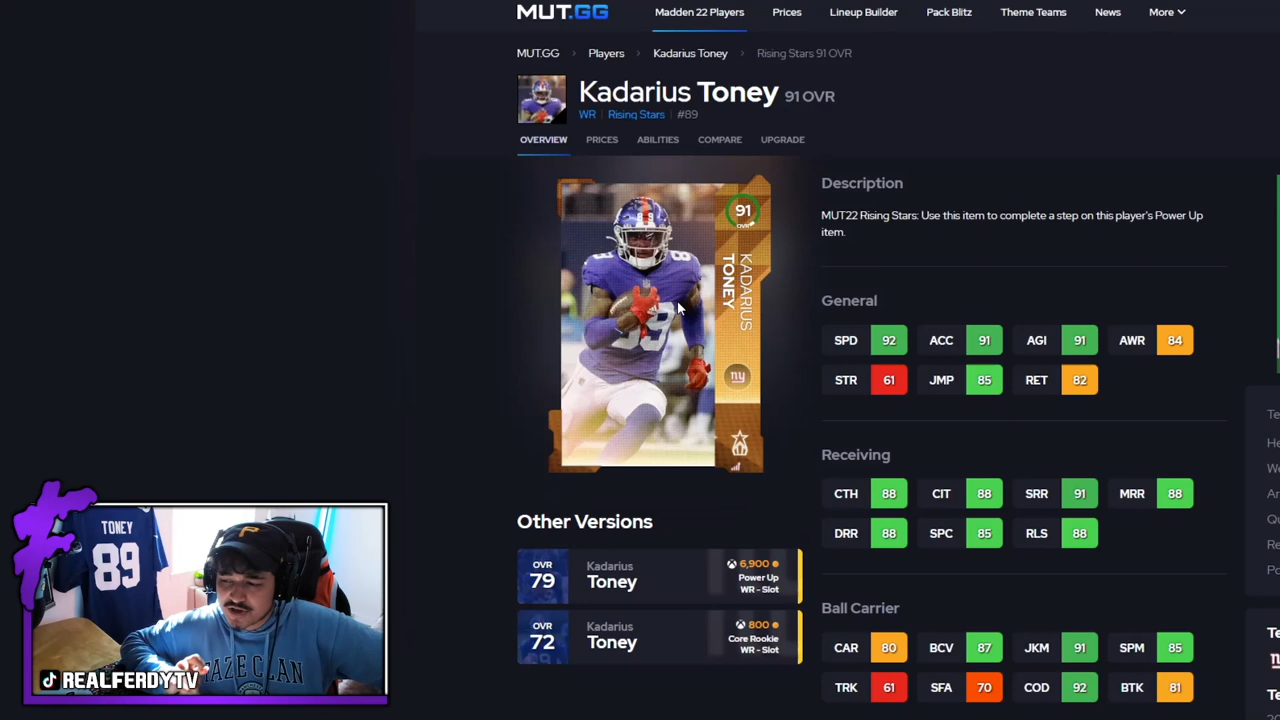 MUT.GG
Madden 22 Players Prices Lineup Builder Pack Blitz Theme Teams News More
MUT.GG > Players > Kadarius Toney > Rising Stars 91 OVR
Kadarius Toney 91 OVR
WR | Rising Stars | #89
OVERVIEW PRICES ABILITIES COMPARE UPGRADE
91
OVR
KADARIUS
TONEY
89
8
89
ny
Description
MUT22 Rising Stars: Use this item to complete a step on this player's Power Up
item.
General
SPD 92 ACC 91 AGI 91 AWR 84
STR 61 JMP 85 RET 82
Receiving
CTH 88 CIT 88 SRR 91 MRR 88
DRR 88 SPC 85 RLS 88
Ball Carrier
CAR 80 BCV 87 JKM 91 SPM 85
TRK 61 SFA 70 COD 92 BTK 81
Other Versions
OVR
79
Kadarius
Toney
6,900
Power Up
WR - Slot
OVR
72
Kadarius
Toney
800
Core Rookie
WR - Slot
TONEY
89
P
AZE CLAN
REALFERDYTV